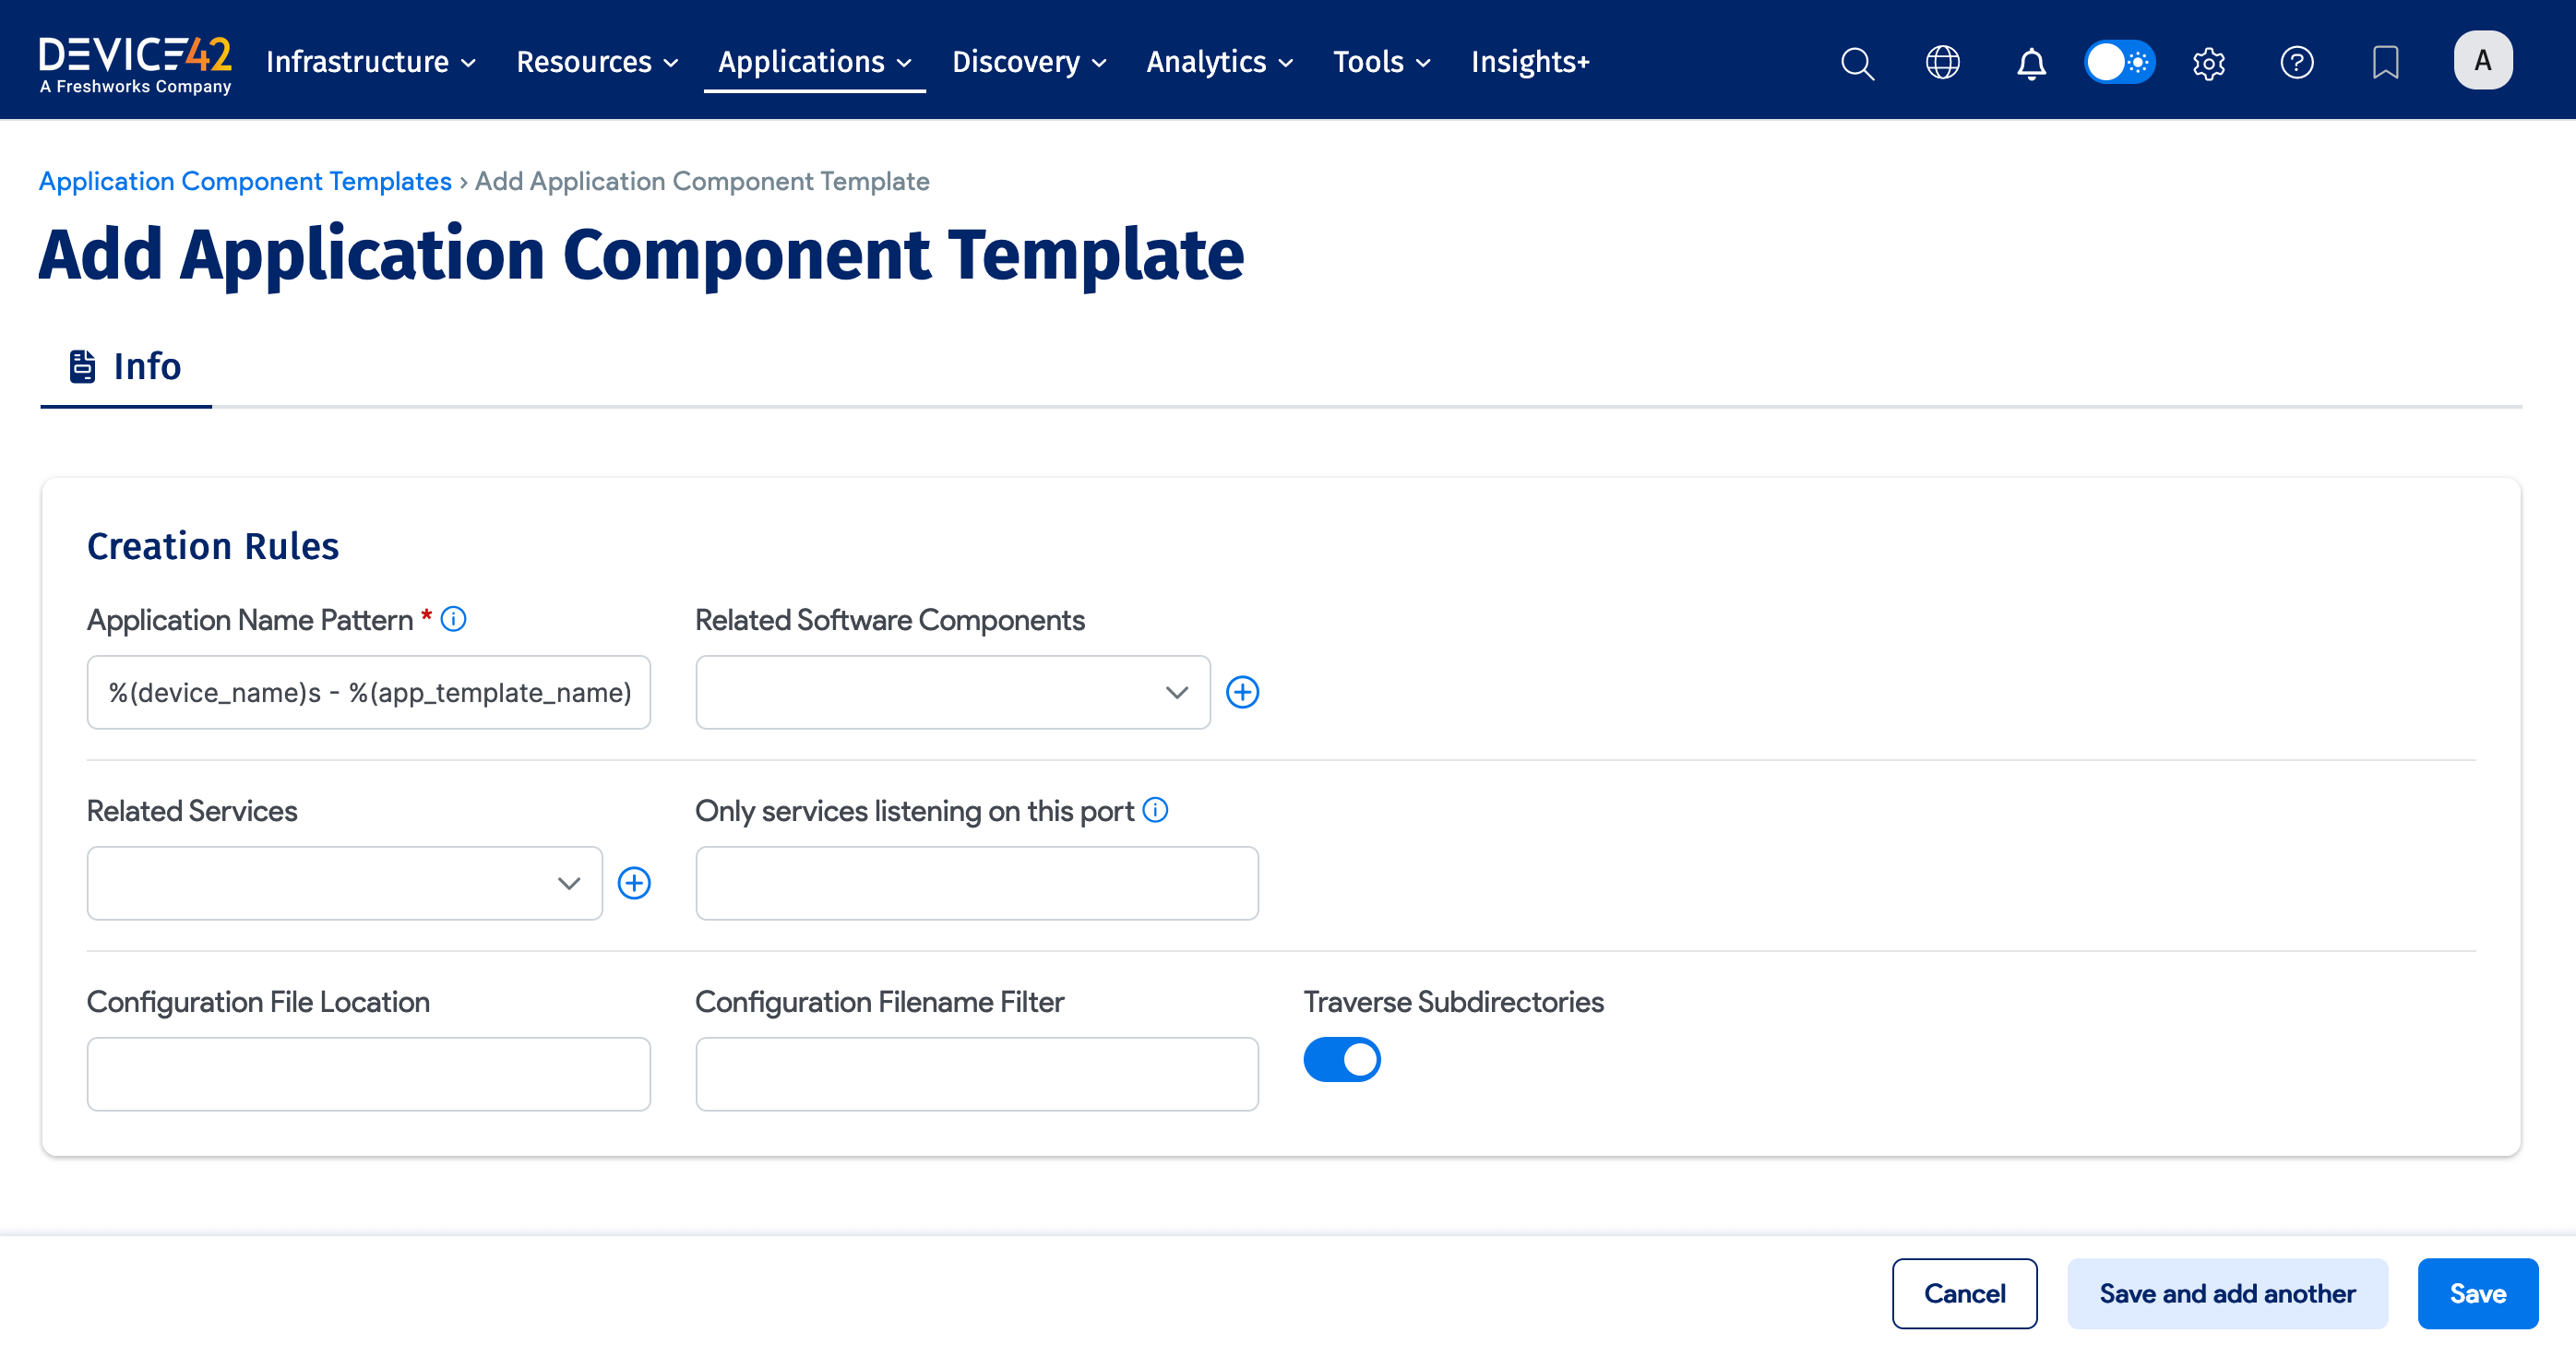 DEVICE42
A Freshworks Company
Infrastructure
Resources
Applications
Discovery
Analytics
Tools
Insights+
A
Application Component Templates › Add Application Component Template
Add Application Component Template
Info
Creation Rules
Application Name Pattern *
Related Software Components
%(device_name)s - %(app_template_name)
Related Services
Only services listening on this port
Configuration File Location
Configuration Filename Filter
Traverse Subdirectories
Cancel
Save and add another
Save